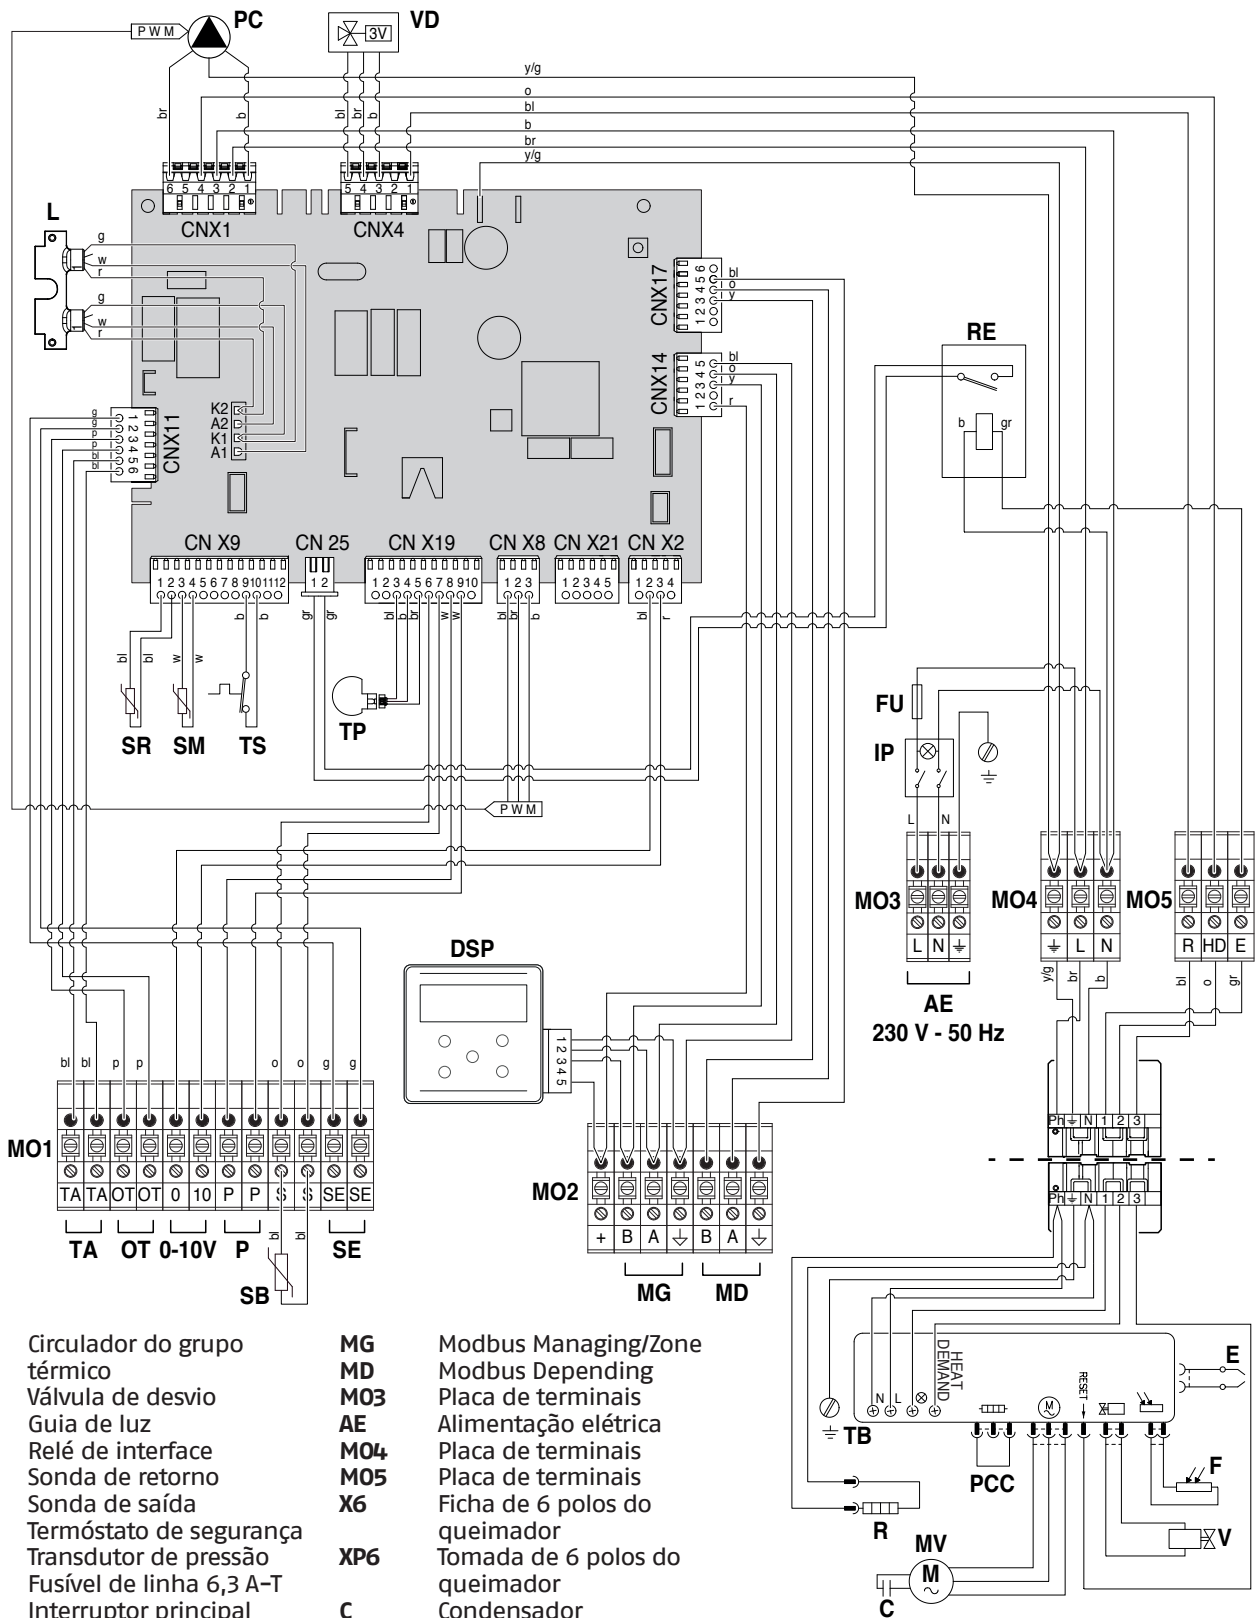 PWM
PC
3V
VD
y/g
o
bl
b
br
y/g
br
b
bl
br
b
6 5 4 3 2 1
CNX1
5 4 3 2 1
CNX4
L
g
w
r
g
w
r
1
1
K2
A2
K1
A1
CNX17
1 2 3 4 5 6
bl
o
y
CNX14
1 2 3 4 5
bl
o
y
r
RE
b
gr
g
g
p
p
bl
bl
1 2 3 4 5 6
CNX11
CN X9
CN 25
CN X19
CN X8
CN X21
CN X2
1 2 3 4 5 6 7 8 9 10 11 12
1 2
1 2 3 4 5 6 7 8 9 10
1 2 3
1 2 3 4 5
1 2 3 4
b
b
gr
gr
bl
b
br
w
w
bl
br
b
bl
r
bl
bl
w
w
SR
SM
TS
TP
PWM
FU
IP
L
N
MO3
L N
AE
230 V - 50 Hz
MO4
L N
MO5
R HD E
y/g
br
b
bl
o
gr
DSP
1 2 3 4 5
bl
bl
p
p
o
o
g
g
MO1
TA TA OT OT 0 10 P P S S SE SE
TA
OT
0-10V
P
bl
bl
SE
SB
MO2
+ B A B A
MG
MD
Ph N 1 2 3
Ph N 1 2 3
HEAT DEMAND
N
L
TB
M
RESET
E
PCC
F
R
V
MV
M
C
Circulador do grupo
térmico
Válvula de desvio
Guia de luz
Relé de interface
Sonda de retorno
Sonda de saída
Termóstato de segurança
Transdutor de pressão
Fusível de linha 6,3 A-T
Interruptor principal
MG Modbus Managing/Zone
MD Modbus Depending
MO3 Placa de terminais
AE Alimentação elétrica
MO4 Placa de terminais
MO5 Placa de terminais
X6 Ficha de 6 polos do
queimador
XP6 Tomada de 6 polos do
queimador
C Condensador